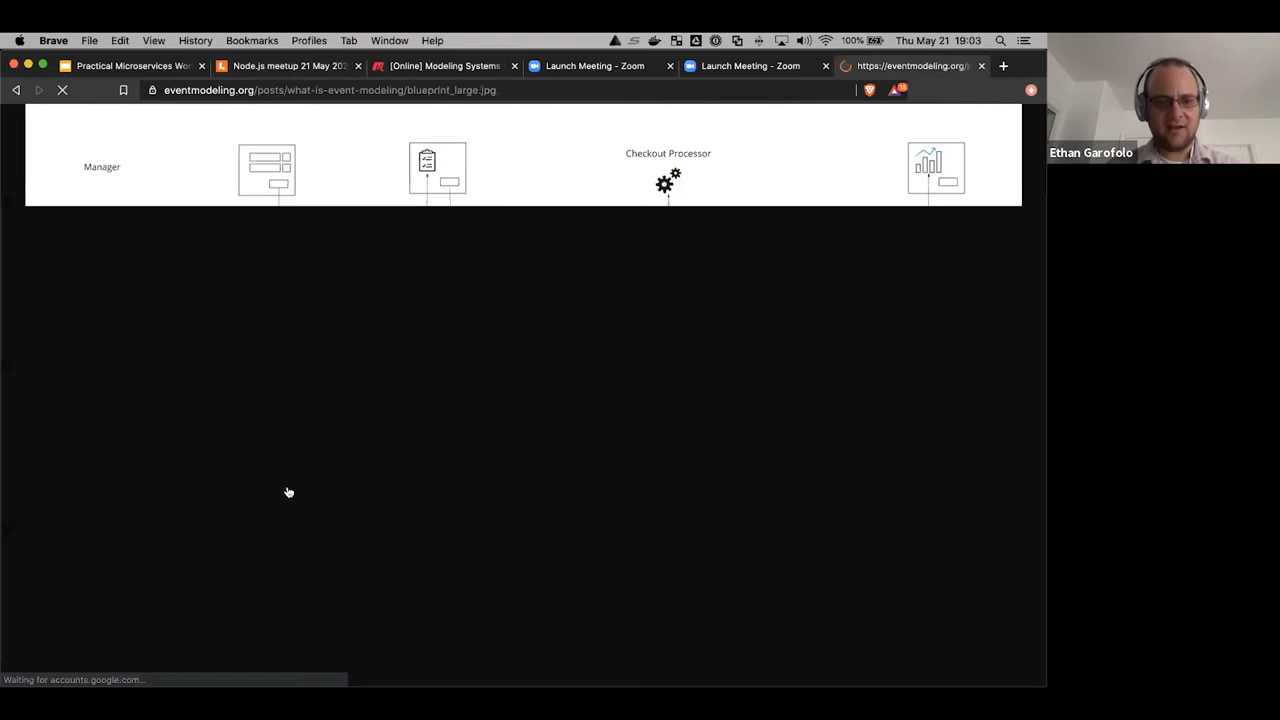 Brave File Edit View History Bookmarks Profiles Tab Window Help 100% Thu May 21 19:03
Practical Microservices Wor Node.js meetup 21 May 202 [Online] Modeling Systems Launch Meeting - Zoom Launch Meeting - Zoom https://eventmodeling.org/
eventmodeling.org/posts/what-is-event-modeling/blueprint_large.jpg
Manager
Checkout Processor
Ethan Garofolo
Waiting for accounts.google.com...